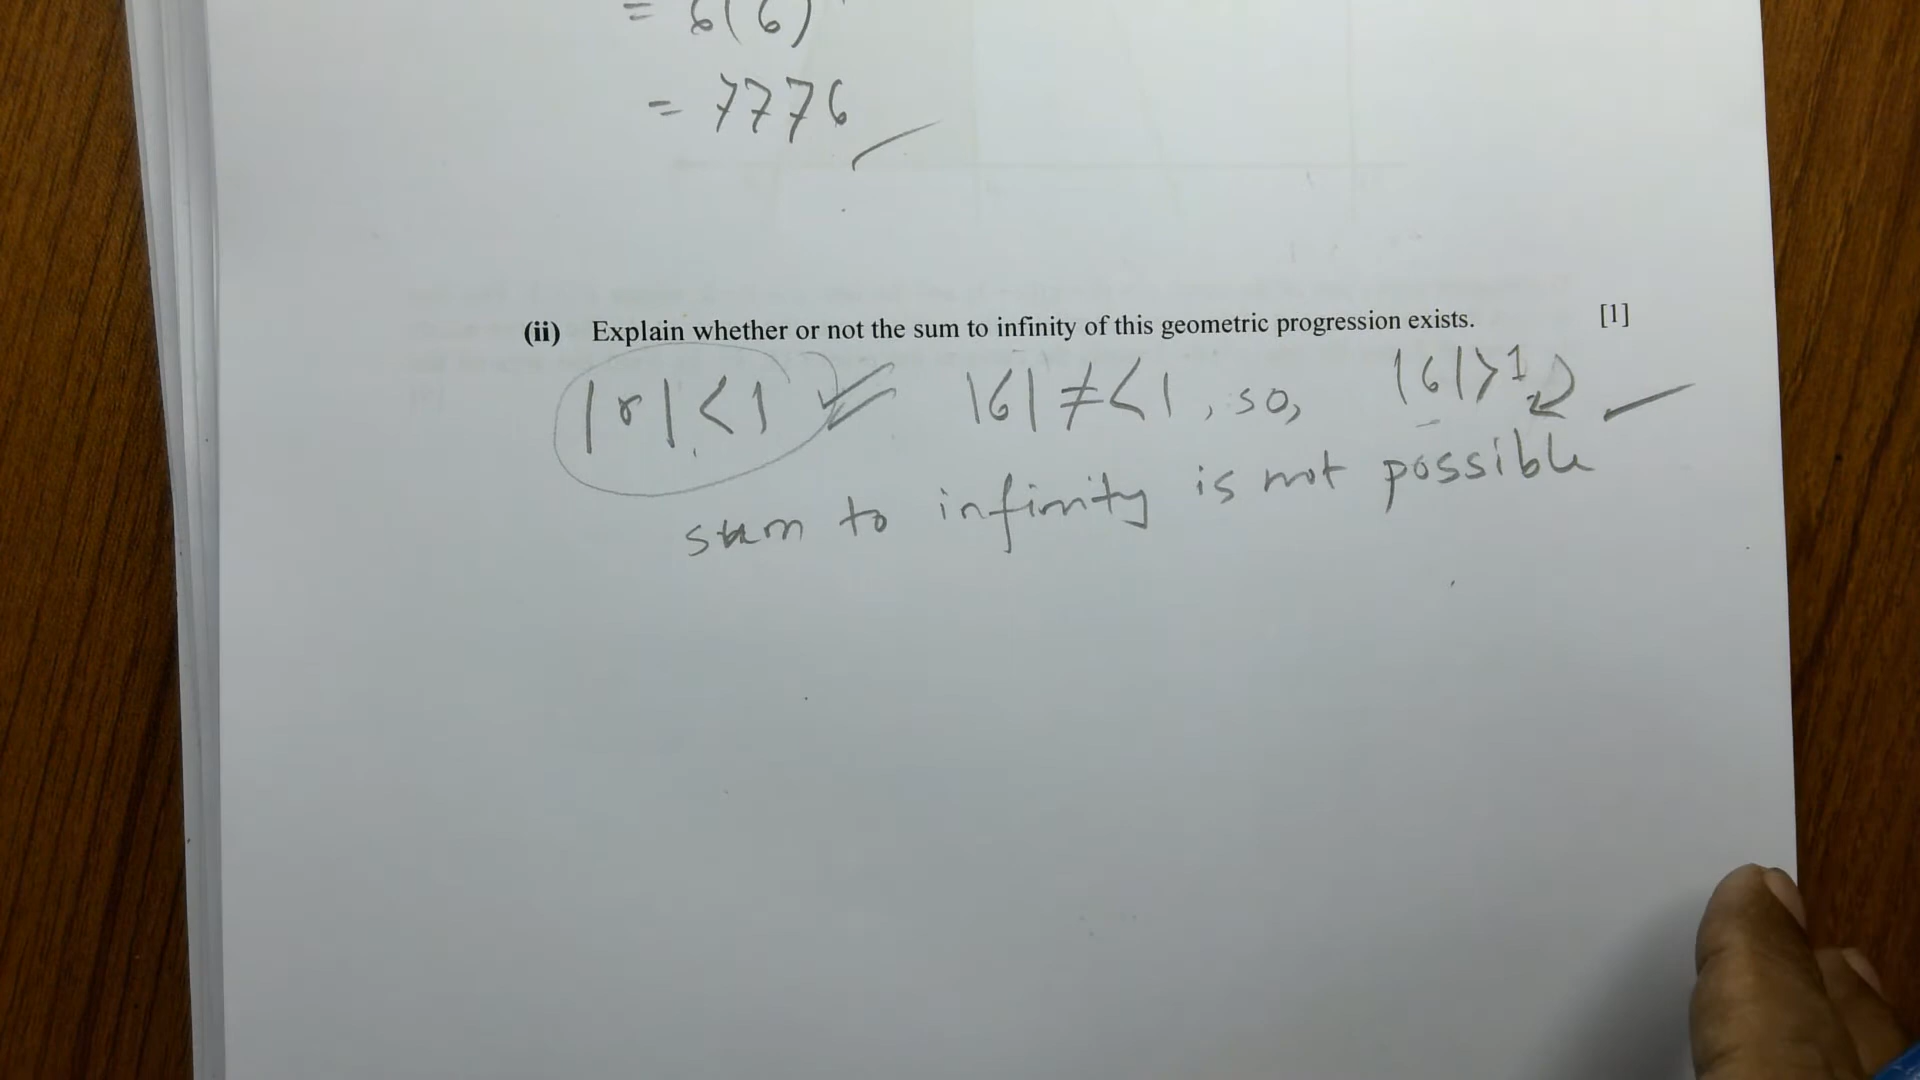 = 6(6)
= 7776
(ii) Explain whether or not the sum to infinity of this geometric progression exists. [1]
|r| < 1 |6| ≠< 1, so, |6| > 1
sum to infinity is not possible